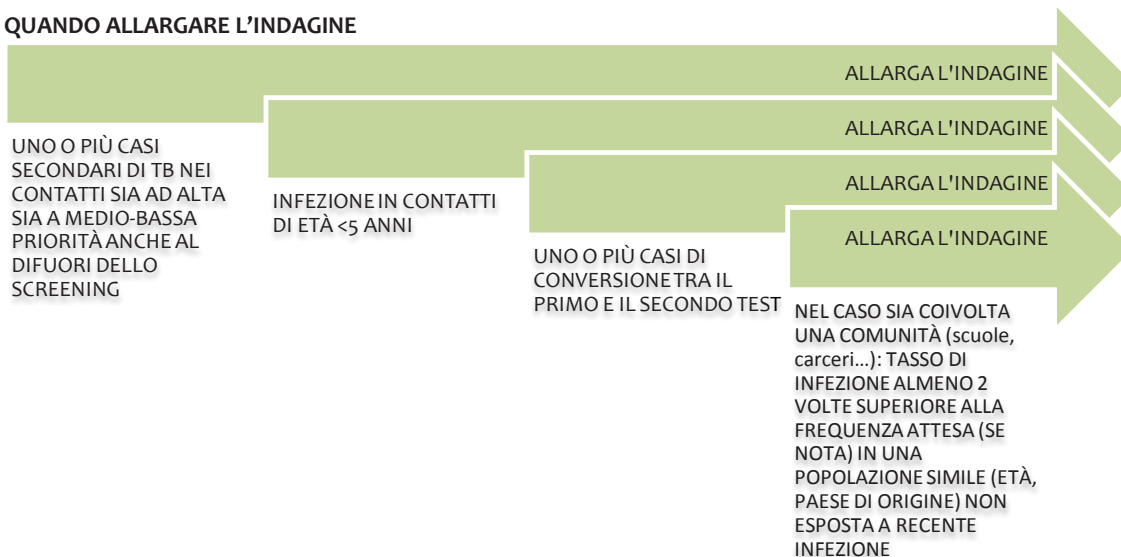 QUANDO ALLARGARE L’INDAGINE
ALLARGA L'INDAGINE
UNO O PIÙ CASI
SECONDARI DI TB NEI
CONTATTI SIA AD ALTA
SIA A MEDIO-BASSA
PRIORITÀ ANCHE AL
DIFUORI DELLO
SCREENING
ALLARGA L'INDAGINE
INFEZIONE IN CONTATTI
DI ETÀ <5 ANNI
ALLARGA L'INDAGINE
UNO O PIÙ CASI DI
CONVERSIONE TRA IL
PRIMO E IL SECONDO TEST
ALLARGA L'INDAGINE
NEL CASO SIA COIVOLTA
UNA COMUNITÀ (scuole,
carceri...): TASSO DI
INFEZIONE ALMENO 2
VOLTE SUPERIORE ALLA
FREQUENZA ATTESA (SE
NOTA) IN UNA
POPOLAZIONE SIMILE (ETÀ,
PAESE DI ORIGINE) NON
ESPOSTA A RECENTE
INFEZIONE